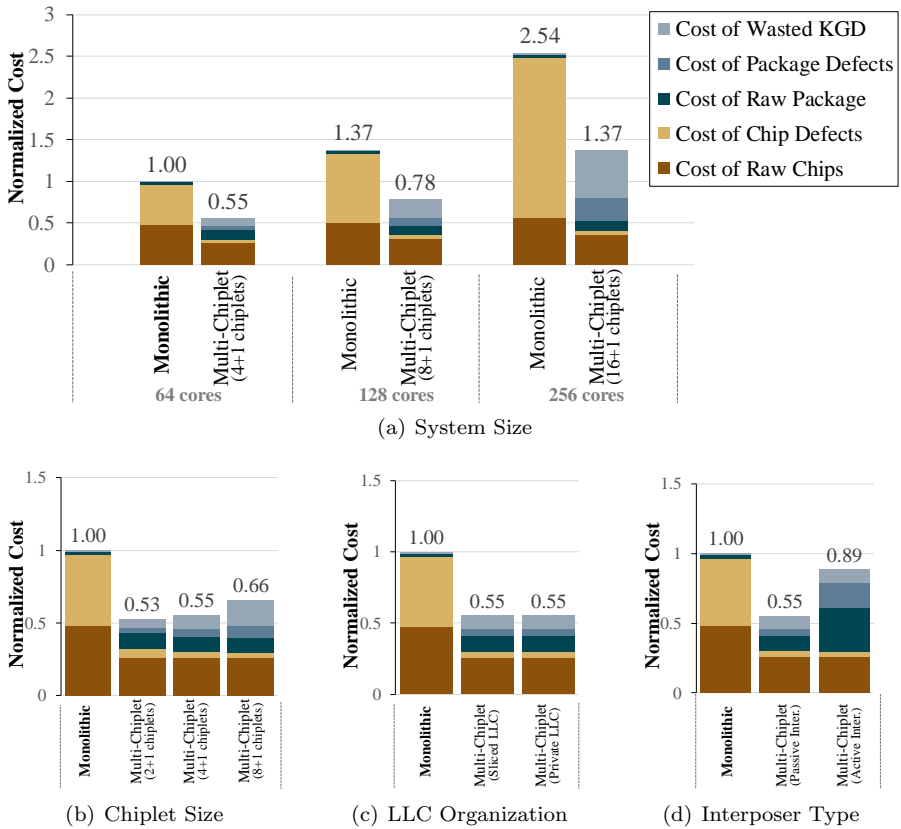 Normalized Cost
3
2.5
2
1.5
1
0.5
0
1.00
0.55
1.37
0.78
2.54
1.37
Cost of Wasted KGD
Cost of Package Defects
Cost of Raw Package
Cost of Chip Defects
Cost of Raw Chips
Monolithic
Multi-Chiplet
(4+1 chiplets)
Monolithic
Multi-Chiplet
(8+1 chiplets)
Monolithic
Multi-Chiplet
(16+1 chiplets)
64 cores
128 cores
256 cores
(a) System Size
Normalized Cost
1.5
1
0.5
0
1.00
0.53
0.55
0.66
Monolithic
Multi-Chiplet
(2+1 chiplets)
Multi-Chiplet
(4+1 chiplets)
Multi-Chiplet
(8+1 chiplets)
(b) Chiplet Size
Normalized Cost
1.5
1
0.5
0
1.00
0.55
0.55
Monolithic
Multi-Chiplet
(Sliced LLC)
Multi-Chiplet
(Private LLC)
(c) LLC Organization
Normalized Cost
1.5
1
0.5
0
1.00
0.55
0.89
Monolithic
Multi-Chiplet
(Passive Inter.)
Multi-Chiplet
(Active Inter.)
(d) Interposer Type